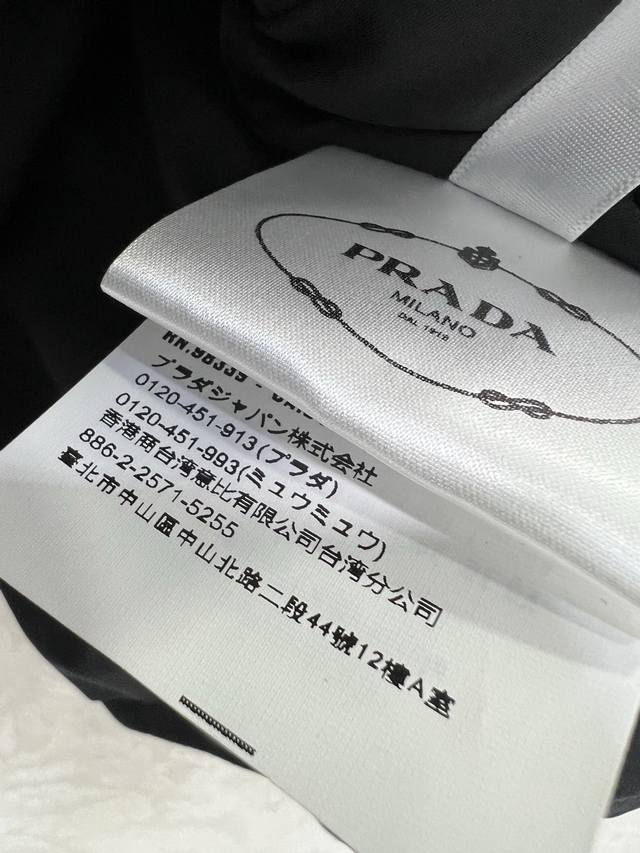 PRADA
MILANO
DAL 1913
RN.98339
プラダジャパン株式会社
0120-451-913(プラダ)
0120-451-993(ミュウミュウ)
香港商台湾意比有限公司台湾分公司
886-2-2571-5255
臺北市中山區中山北路二段44號12樓A室